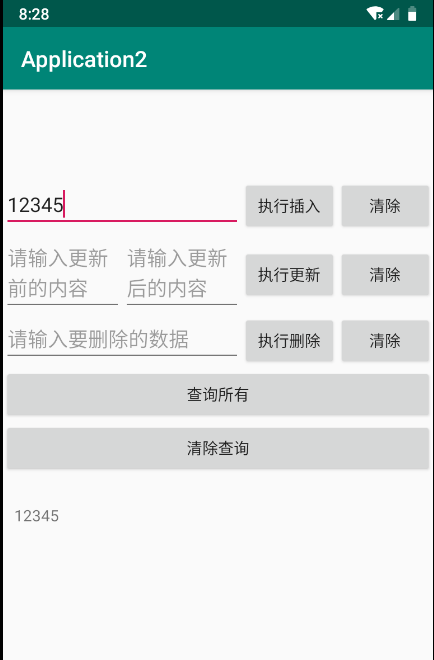 8:28
Application2
12345 执行插入 清除
请输入更新 请输入更新
前的内容 后的内容 执行更新 清除
请输入要删除的数据 执行删除 清除
查询所有
清除查询
12345